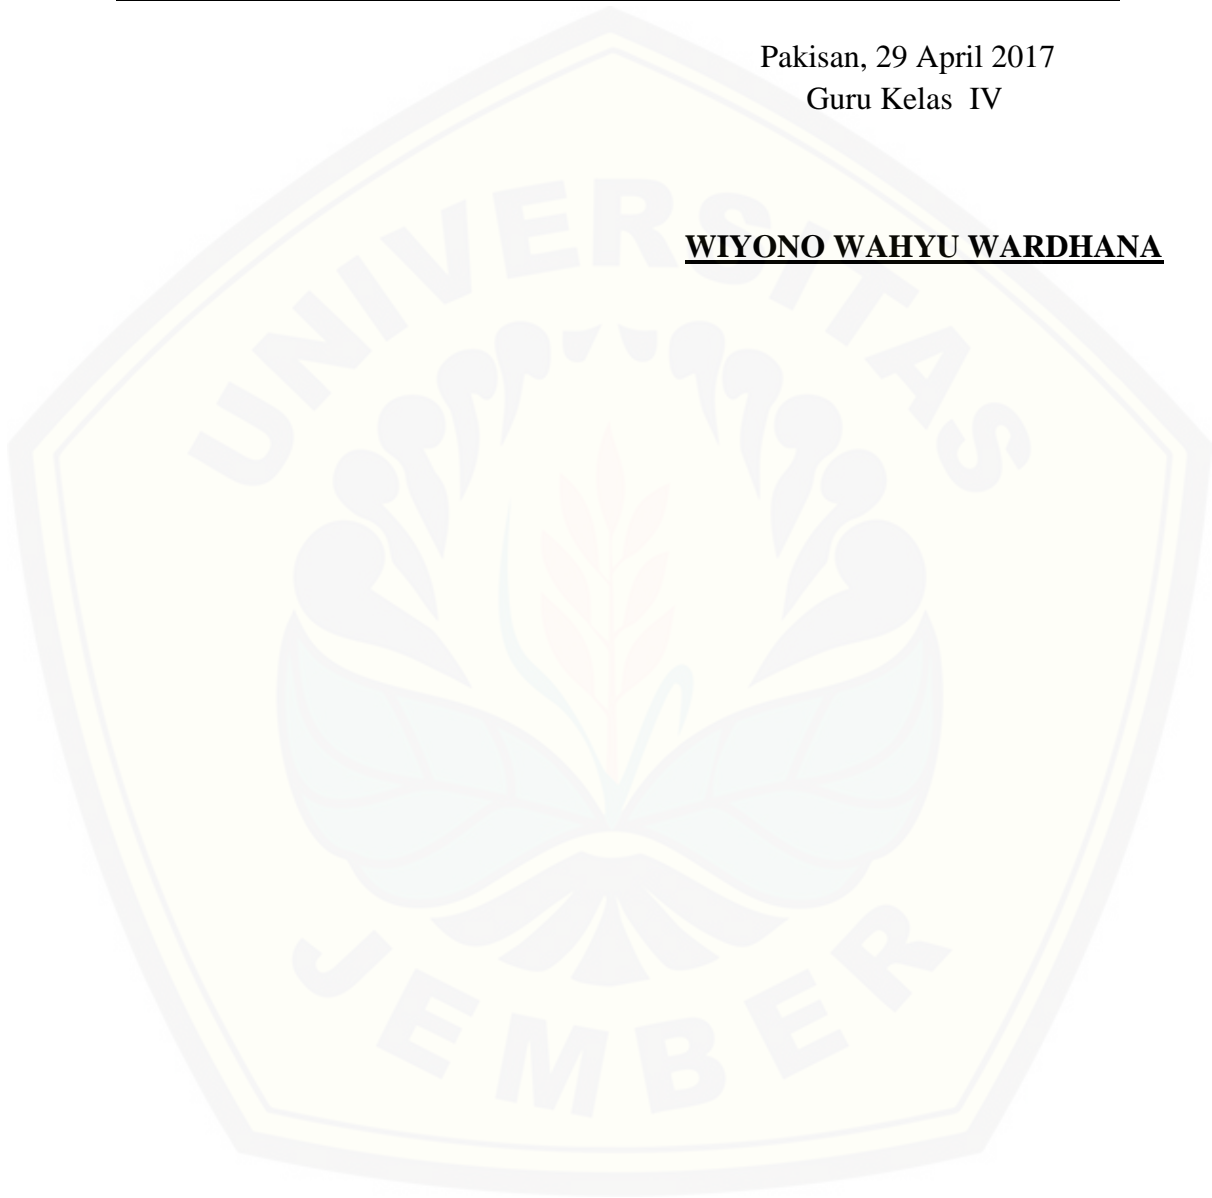 Pakisan, 29 April 2017
Guru Kelas  IV
WIYONO WAHYU WARDHANA
UNIVERSITAS
JEMBER